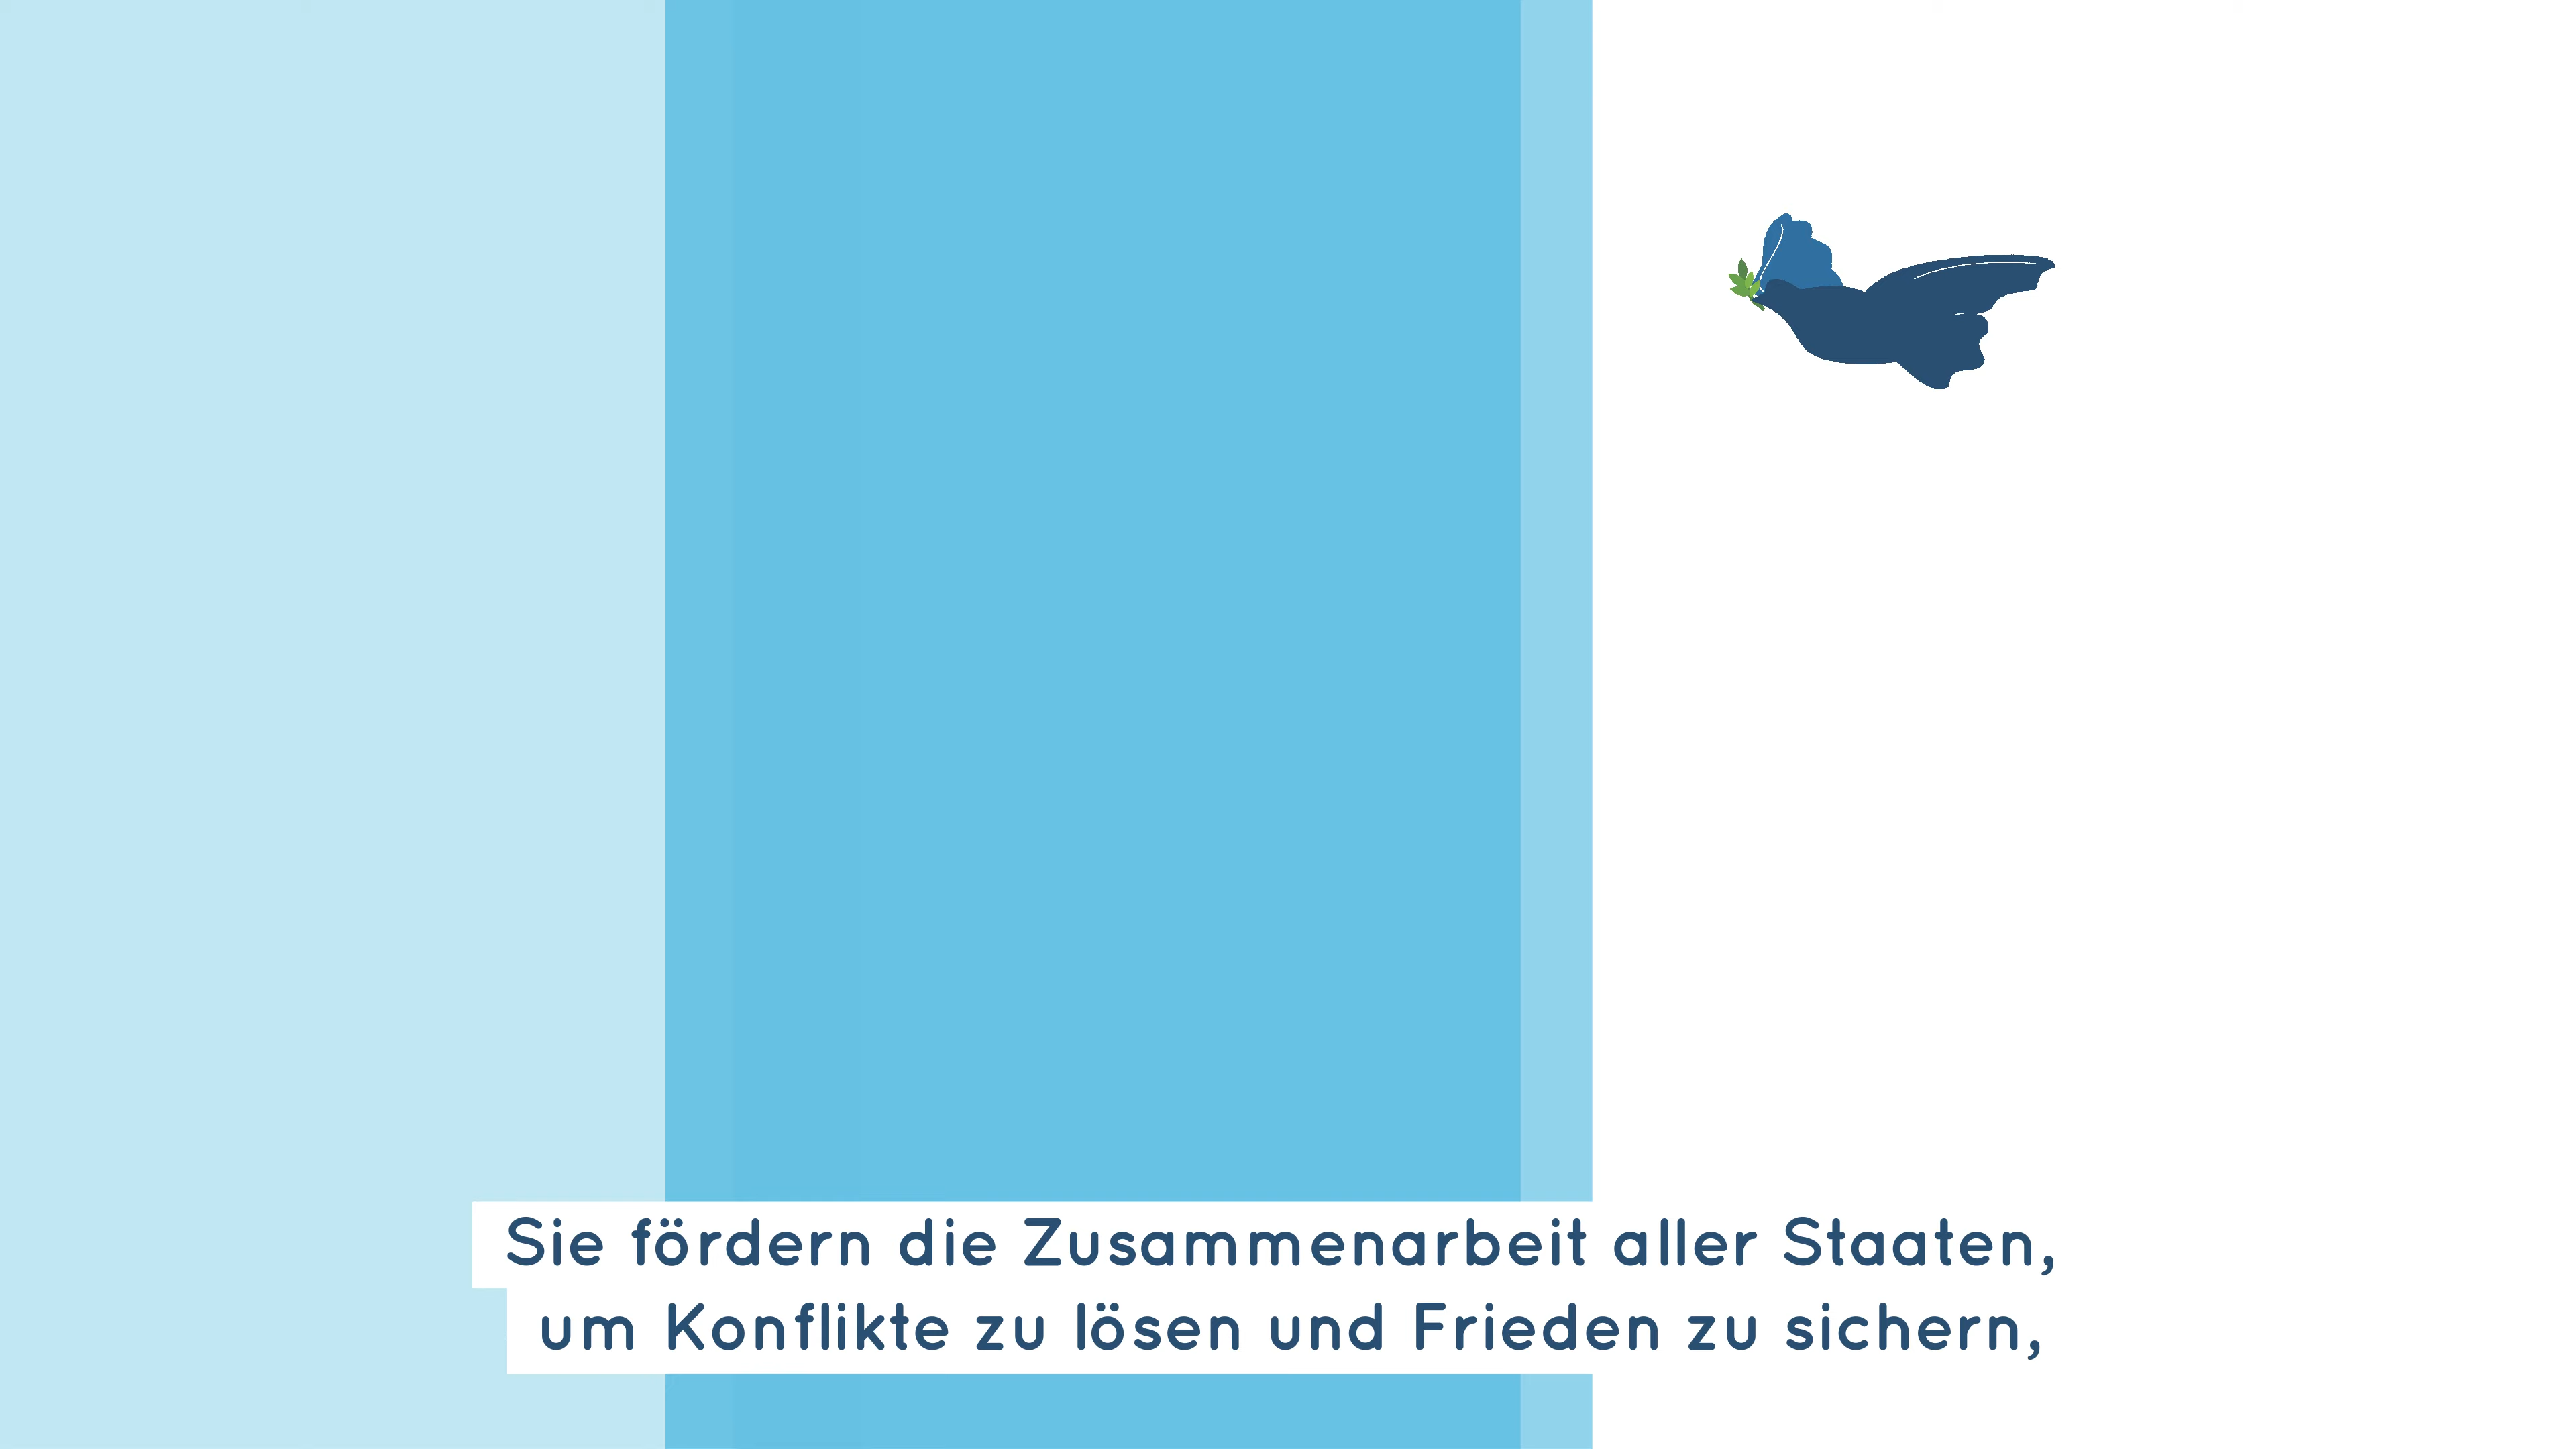 Sie fördern die Zusammenarbeit aller Staaten,
um Konflikte zu lösen und Frieden zu sichern,